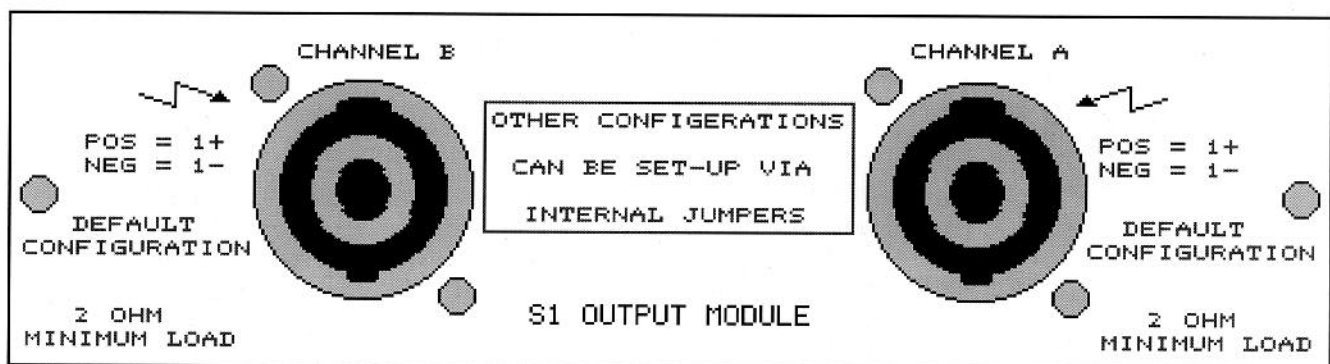 CHANNEL B
POS = 1+
NEG = 1-
DEFAULT
CONFIGURATION
2 OHM
MINIMUM LOAD
OTHER CONFIGERATIONS
CAN BE SET-UP VIA
INTERNAL JUMPERS
S1 OUTPUT MODULE
CHANNEL A
POS = 1+
NEG = 1-
DEFAULT
CONFIGURATION
2 OHM
MINIMUM LOAD